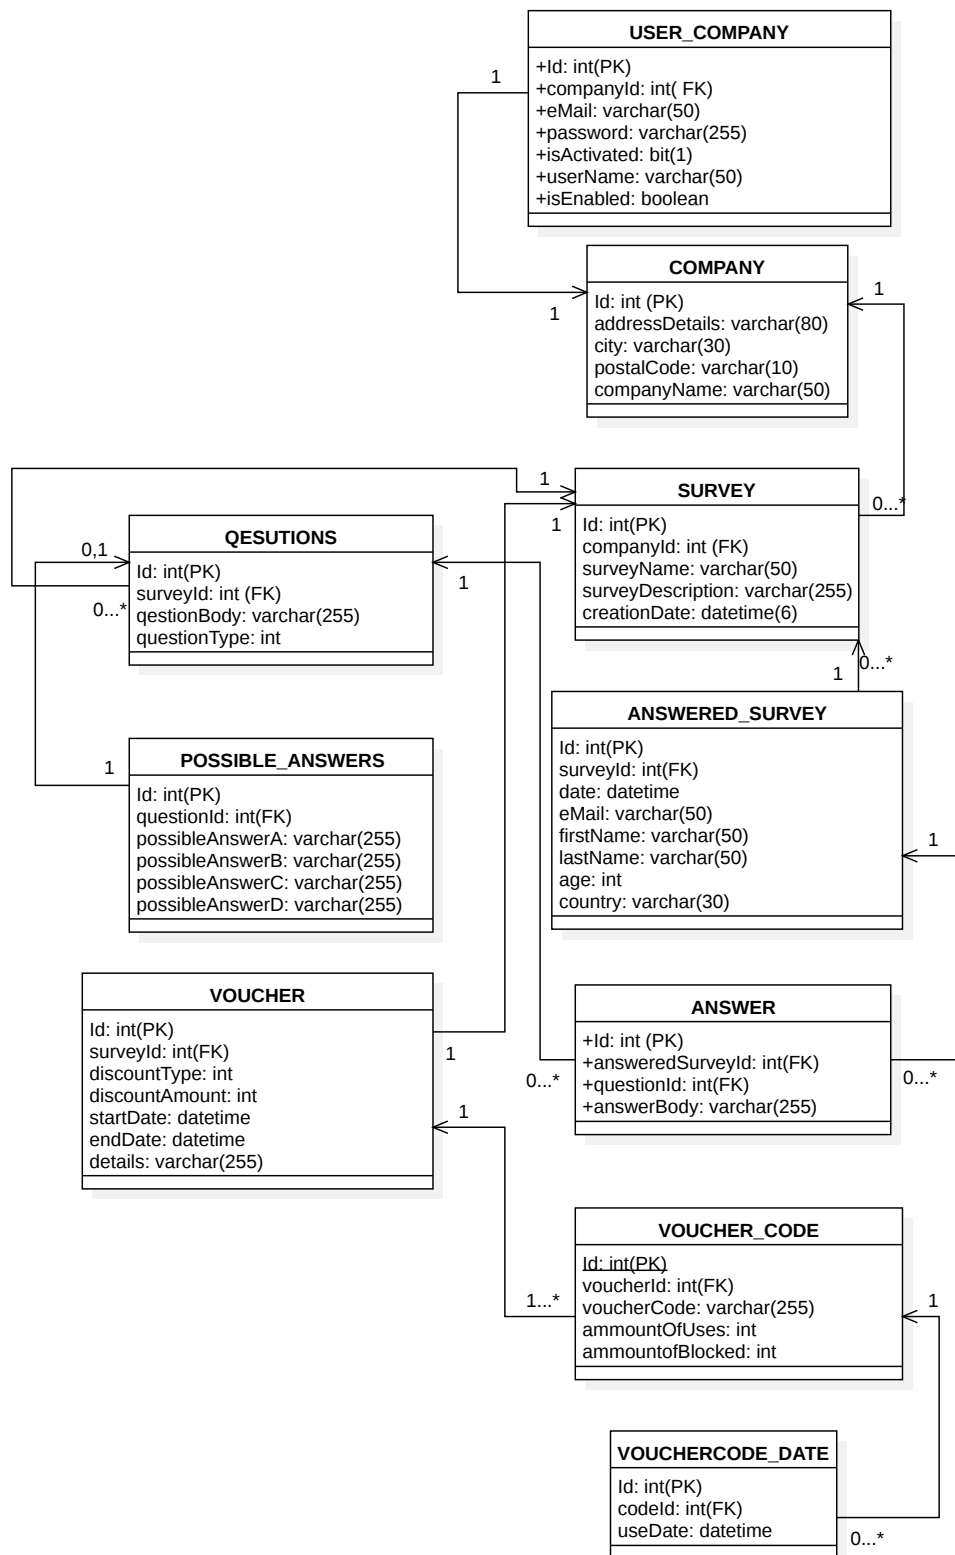 USER_COMPANY
+Id: int(PK)
+companyId: int( FK)
+eMail: varchar(50)
+password: varchar(255)
+isActivated: bit(1)
+userName: varchar(50)
+isEnabled: boolean
1
COMPANY
Id: int (PK)
addressDetails: varchar(80)
city: varchar(30)
postalCode: varchar(10)
companyName: varchar(50)
1
1
SURVEY
Id: int(PK)
companyId: int (FK)
surveyName: varchar(50)
surveyDescription: varchar(255)
creationDate: datetime(6)
1
1
0...*
0...*
QESUTIONS
Id: int(PK)
surveyId: int (FK)
qestionBody: varchar(255)
questionType: int
0,1
0...*
1
ANSWERED_SURVEY
Id: int(PK)
surveyId: int(FK)
date: datetime
eMail: varchar(50)
firstName: varchar(50)
lastName: varchar(50)
age: int
country: varchar(30)
1
1
POSSIBLE_ANSWERS
Id: int(PK)
questionId: int(FK)
possibleAnswerA: varchar(255)
possibleAnswerB: varchar(255)
possibleAnswerC: varchar(255)
possibleAnswerD: varchar(255)
1
VOUCHER
Id: int(PK)
surveyId: int(FK)
discountType: int
discountAmount: int
startDate: datetime
endDate: datetime
details: varchar(255)
1
1
ANSWER
+Id: int (PK)
+answeredSurveyId: int(FK)
+questionId: int(FK)
+answerBody: varchar(255)
0...*
0...*
VOUCHER_CODE
Id: int(PK)
voucherId: int(FK)
voucherCode: varchar(255)
ammountOfUses: int
ammountofBlocked: int
1...*
1
VOUCHERCODE_DATE
Id: int(PK)
codeId: int(FK)
useDate: datetime
0...*